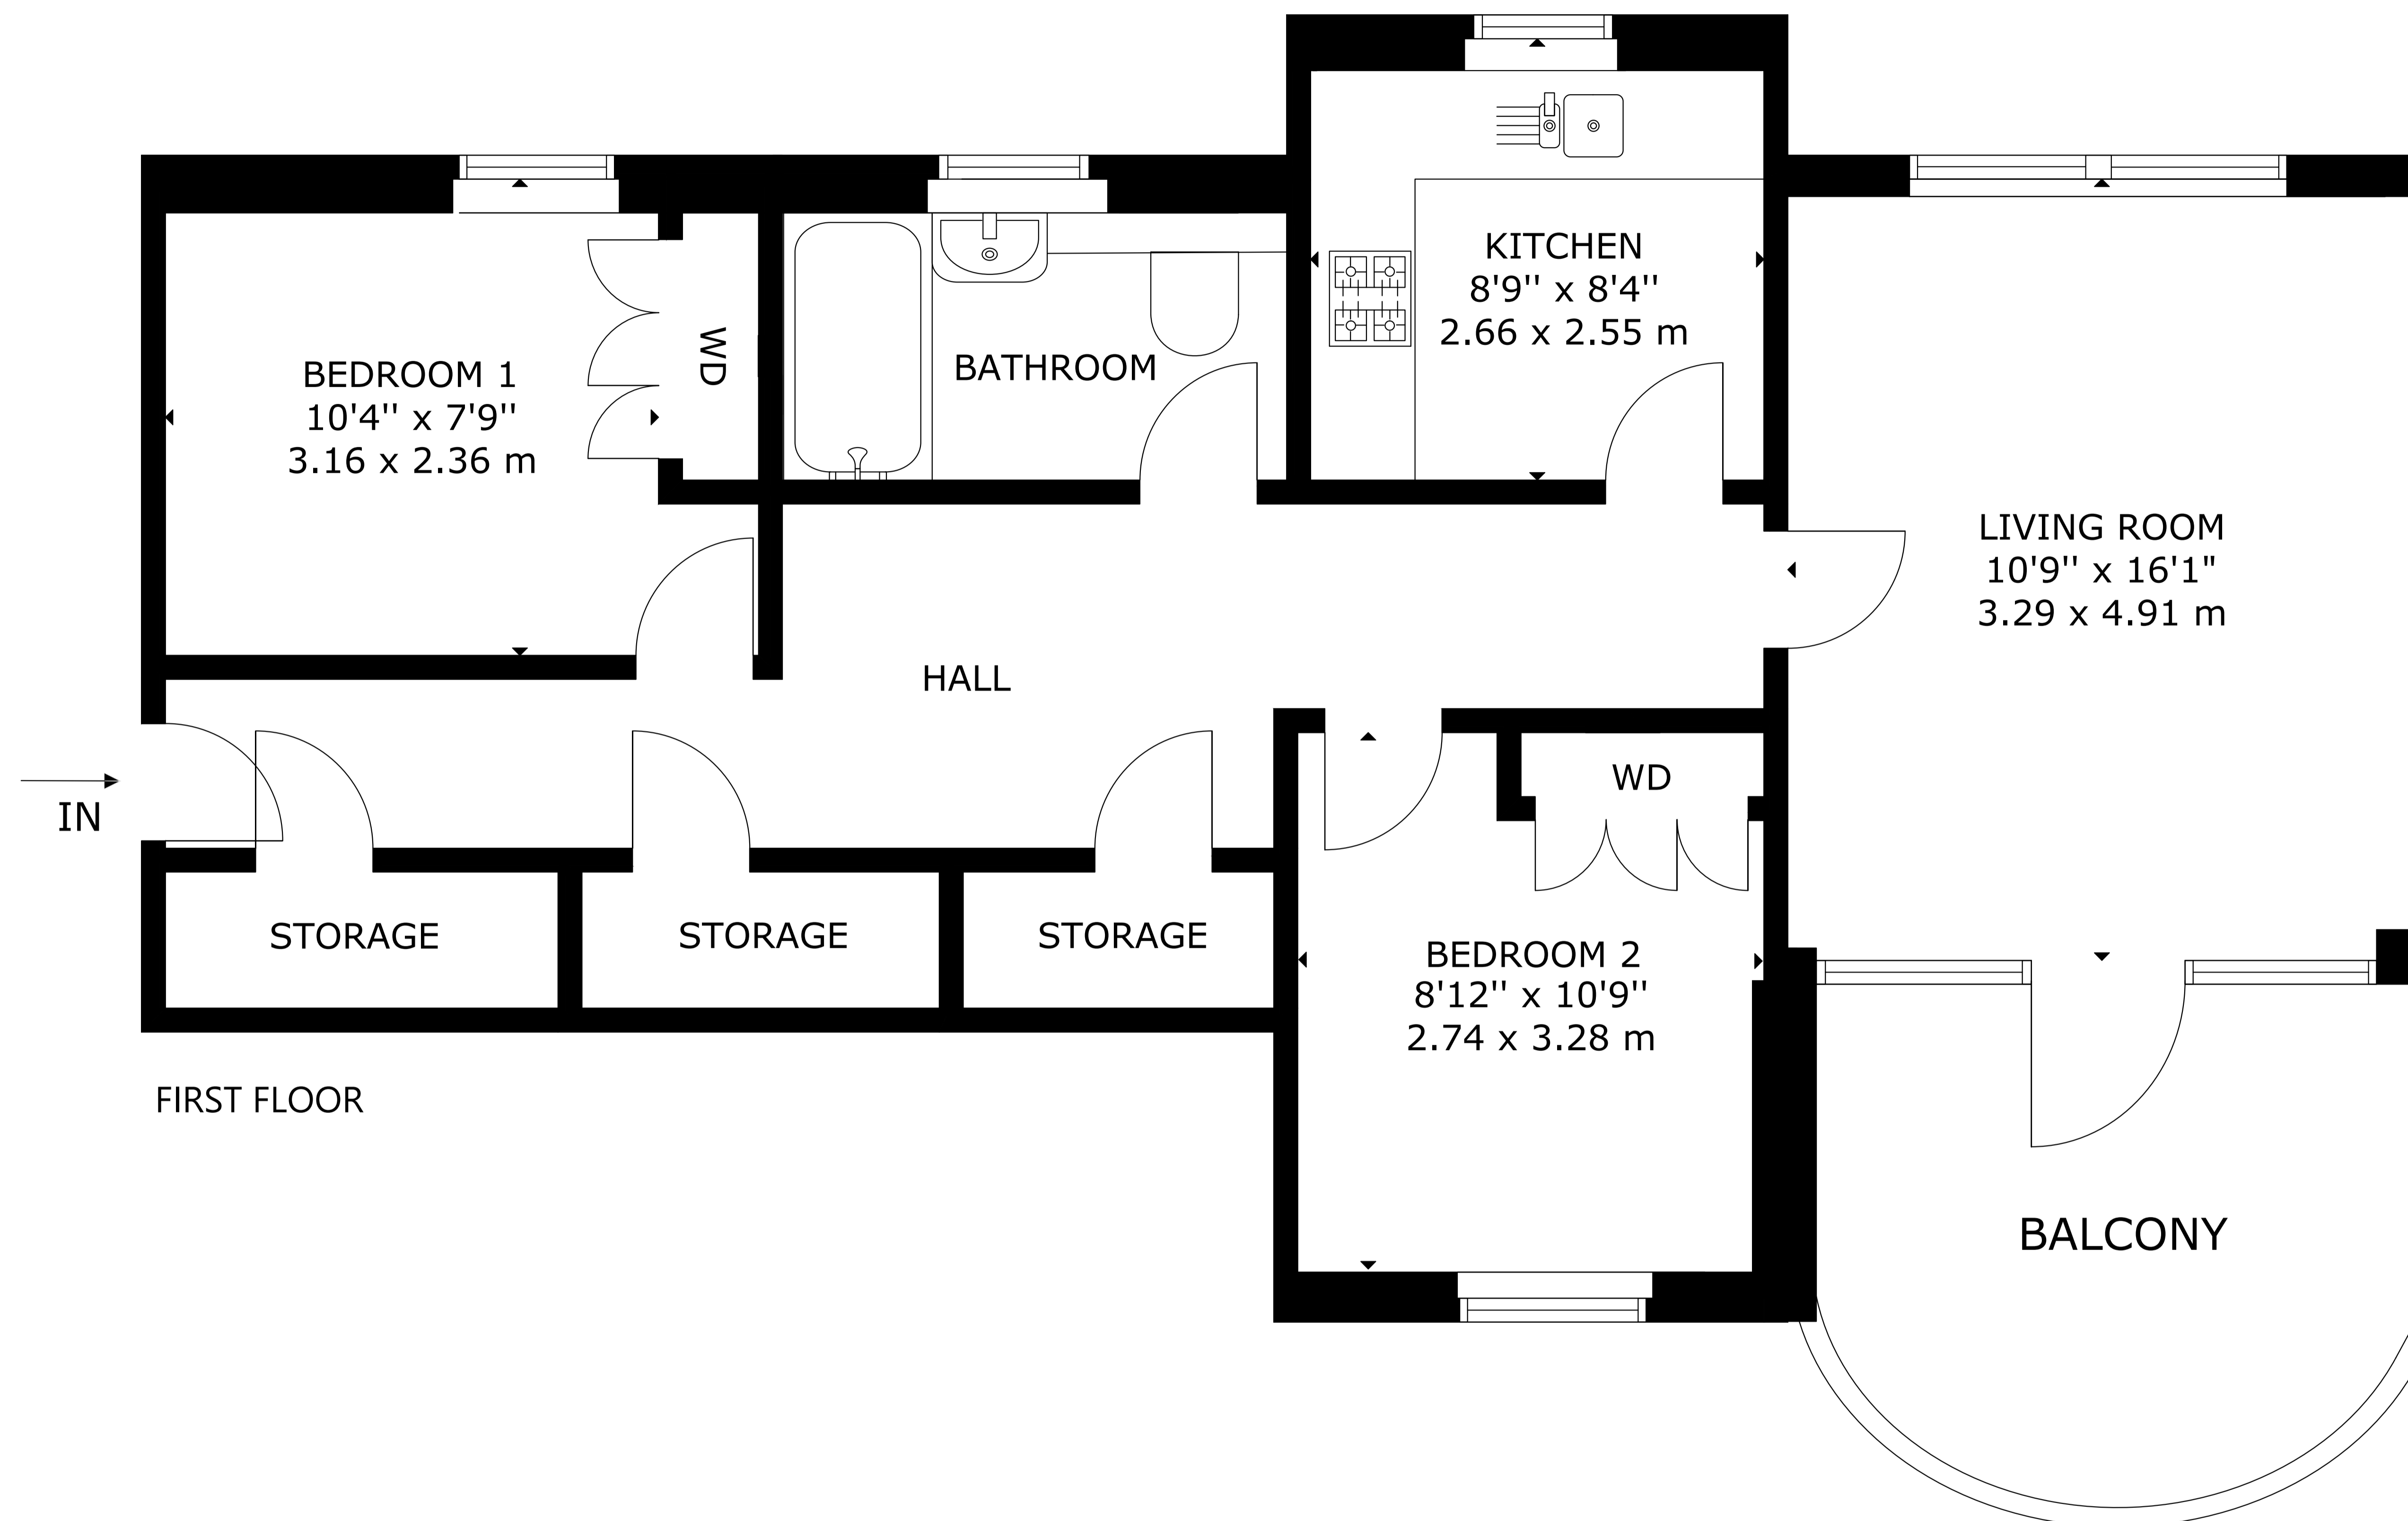 KITCHEN
8'9'' x 8'4''
2.66 x 2.55 m
WD
BATHROOM
BEDROOM 1
10'4'' x 7'9''
3.16 x 2.36 m
LIVING ROOM
10'9'' x 16'1"
3.29 x 4.91 m
HALL
WD
IN
STORAGE
STORAGE
STORAGE
BEDROOM 2
8'12'' x 10'9''
2.74 x 3.28 m
FIRST FLOOR
BALCONY